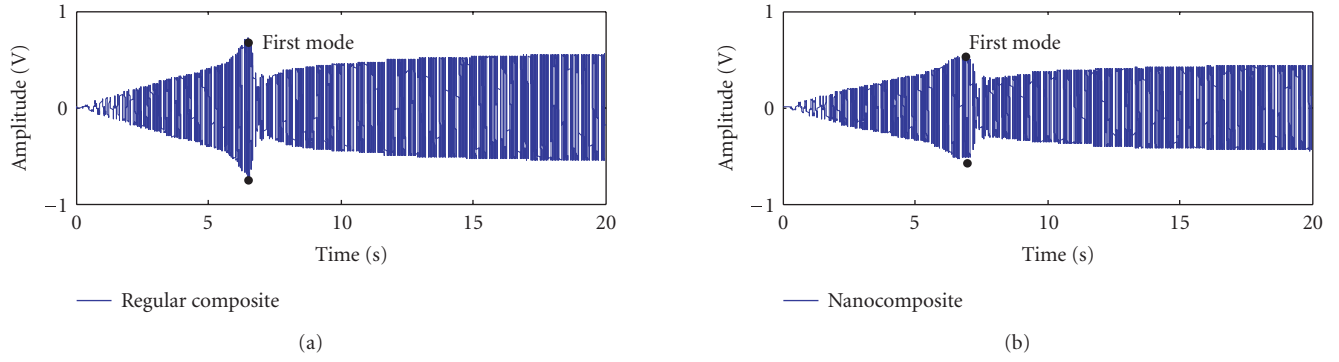 1
First mode
Amplitude (V)
0
−1
0 5 10 15 20
Time (s)
Regular composite
(a)
1
First mode
Amplitude (V)
0
−1
0 5 10 15 20
Time (s)
Nanocomposite
(b)